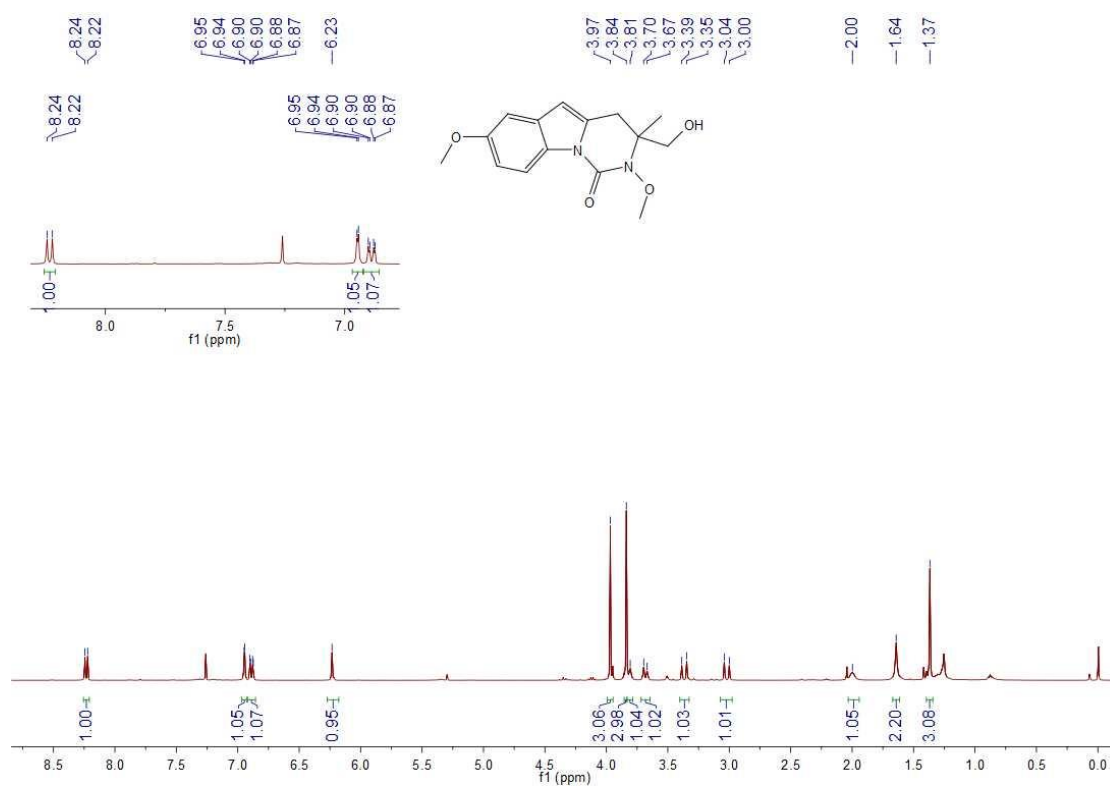 8.24 8.22 6.95 6.94 6.90 6.90 6.88 6.87 6.23 3.97 3.84 3.81 3.70 3.67 3.39 3.35 3.04 3.00 2.00 1.64 1.37
8.24 8.22 6.95 6.94 6.90 6.90 6.88 6.87
OH
O
N
N
O
O
1.00 1.05 1.07
8.0 7.5 7.0
f1 (ppm)
1.00 1.05 1.07 0.95 3.06 2.98 1.04 1.02 1.03 1.01 1.05 2.20 3.08
8.5 8.0 7.5 7.0 6.5 6.0 5.5 5.0 4.5 4.0 3.5 3.0 2.5 2.0 1.5 1.0 0.5 0.0
f1 (ppm)